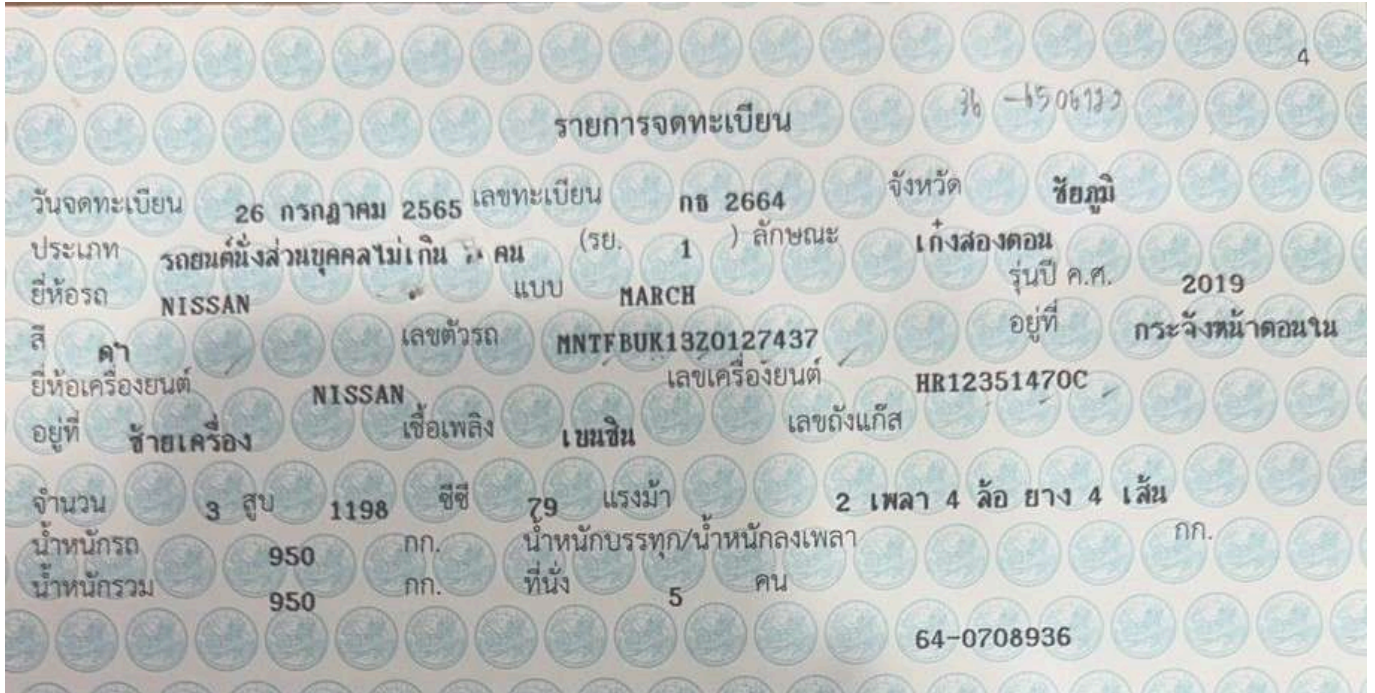 4
รายการจดทะเบียน
วันจดทะเบียน 26 กรกฎาคม 2565 เลขทะเบียน กธ 2664 จังหวัด ชัยภูมิ
ประเภท รถยนต์นั่งส่วนบุคคลไม่เกิน คน (รย. 1 ) ลักษณะ เก๋งสองตอน
ยี่ห้อรถ NISSAN แบบ MARCH รุ่นปี ค.ศ. 2019
สี ดำ เลขตัวรถ MNTFBUK13Z0127437 อยู่ที่ กระจังหน้าตอนใน
ยี่ห้อเครื่องยนต์ NISSAN เลขเครื่องยนต์ HR12351470C
อยู่ที่ ซ้ายเครื่อง เชื้อเพลิง เบนซิน เลขถังแก๊ส
จำนวน 3 สูบ 1198 ซีซี 79 แรงม้า 2 เพลา 4 ล้อ ยาง 4 เส้น
น้ำหนักรถ 950 กก. น้ำหนักบรรทุก/น้ำหนักลงเพลา กก.
น้ำหนักรวม 950 กก. ที่นั่ง 5 คน
64-0708936